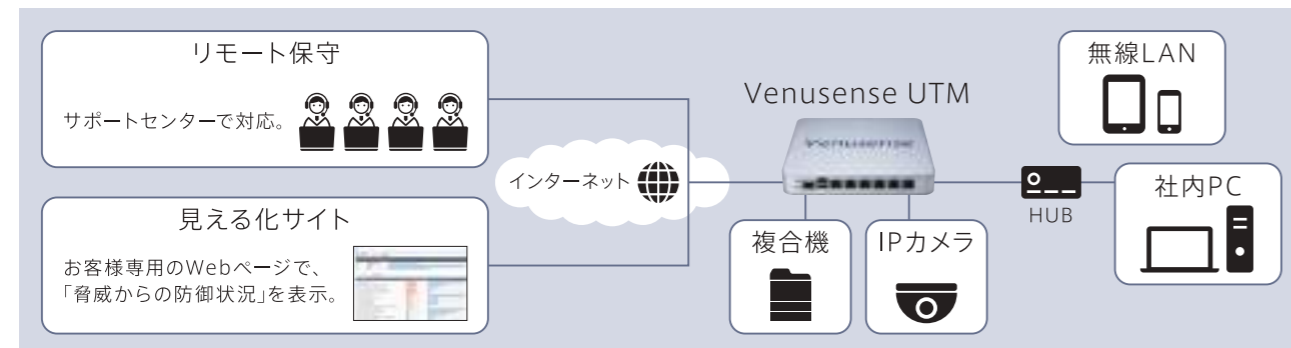 リモート保守
サポートセンターで対応。
見える化サイト
お客様専用のWebページで、
「脅威からの防御状況」を表示。
インターネット
Venusense UTM
Venusense
複合機
IPカメラ
HUB
無線LAN
社内PC